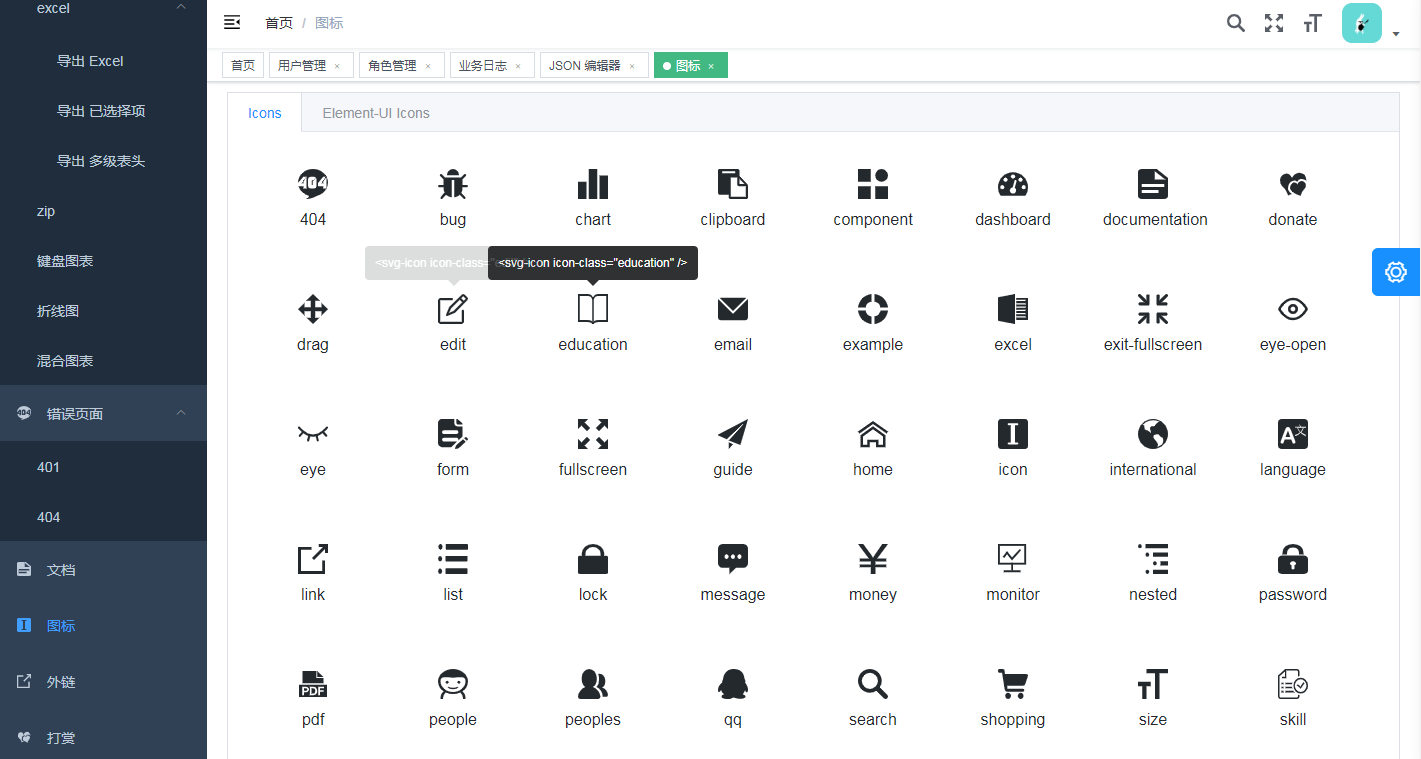 excel
导出 Excel
导出 已选择项
导出 多级表头
zip
键盘图表
折线图
混合图表
404 错误页面
401
404
文档
图标
外链
打赏
首页 / 图标
首页 用户管理 × 角色管理 × 业务日志 × JSON 编辑器 × 图标 ×
Icons Element-UI Icons
404
404 bug chart clipboard component dashboard documentation donate
<svg-icon icon-class="e <svg-icon icon-class="education" />
drag edit education email example excel exit-fullscreen eye-open
A文
eye form fullscreen guide home icon international language
link list lock message money monitor nested password
PDF
pdf people peoples qq search shopping size skill